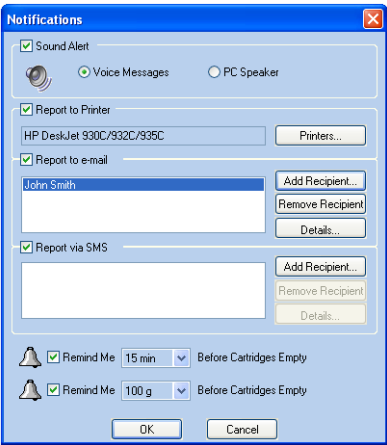 Notifications
Sound Alert
Voice Messages PC Speaker
Report to Printer
HP DeskJet 930C/932C/935C Printers...
Report to e-mail
John Smith Add Recipient...
Remove Recipient
Details...
Report via SMS
Add Recipient...
Remove Recipient
Details...
Remind Me 15 min Before Cartridges Empty
Remind Me 100 g Before Cartridges Empty
OK Cancel